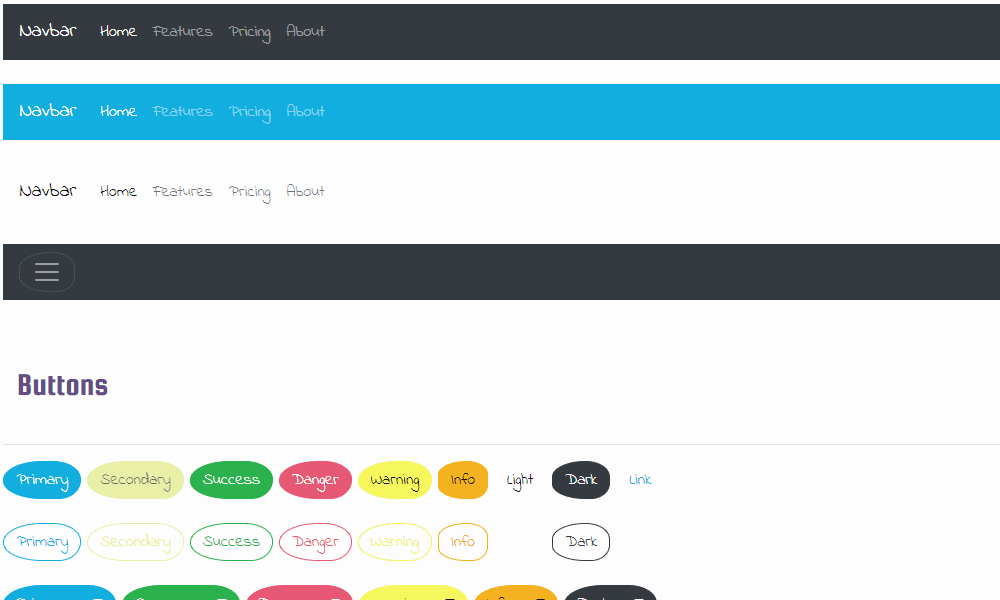 Navbar Home Features Pricing About
Navbar Home Features Pricing About
Navbar Home Features Pricing About
Buttons
Primary Secondary Success Danger Warning Info Light Dark Link
Primary Secondary Success Danger Warning Info Dark